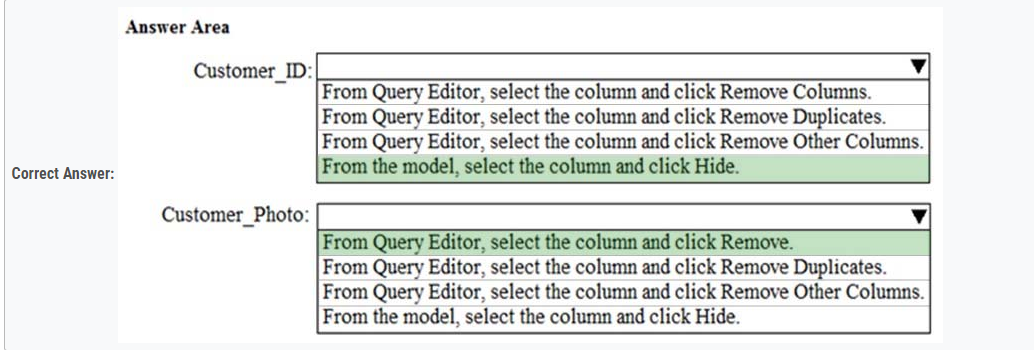 Answer Area
Customer_ID:
From Query Editor, select the column and click Remove Columns.
From Query Editor, select the column and click Remove Duplicates.
From Query Editor, select the column and click Remove Other Columns.
From the model, select the column and click Hide.
Correct Answer:
Customer_Photo:
From Query Editor, select the column and click Remove.
From Query Editor, select the column and click Remove Duplicates.
From Query Editor, select the column and click Remove Other Columns.
From the model, select the column and click Hide.